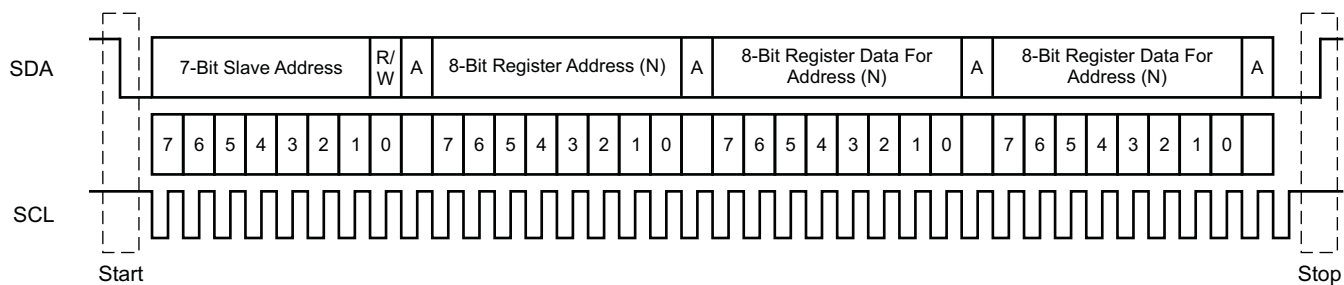 SDA
7-Bit Slave Address
R/
W
A
8-Bit Register Address (N)
A
8-Bit Register Data For
Address (N)
A
8-Bit Register Data For
Address (N)
A
7 6 5 4 3 2 1 0 7 6 5 4 3 2 1 0 7 6 5 4 3 2 1 0 7 6 5 4 3 2 1 0
SCL
Start
Stop